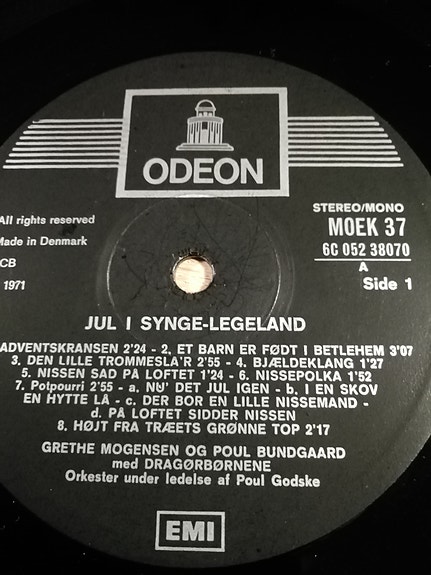 ODEON
All rights reserved
Made in Denmark
CB
1971
STEREO/MONO
MOEK 37
6C 052 38070
A
Side 1
JUL I SYNGE-LEGELAND
ADVENTSKRANSEN 2'24 - 2, ET BARN ER FØDT I BETLEHEM 3'07
3. DEN LILLE TROMMESLA'R 2'55 - 4. BJÆLDEKLANG 1'27
5. NISSEN SAD PÅ LOFTET 1'24 - 6. NISSEPOLKA 1'52
7. Potpourri 2'55 - a. NU' DET JUL IGEN - b. I EN SKOV
EN HYTTE LÅ - c. DER BOR EN LILLE NISSEMAND -
d. PÅ LOFTET SIDDER NISSEN
8. HØJT FRA TRÆETS GRØNNE TOP 2'17
GRETHE MOGENSEN OG POUL BUNDGAARD
med DRAGØRBØRNENE
Orkester under ledelse af Poul Godske
EMI